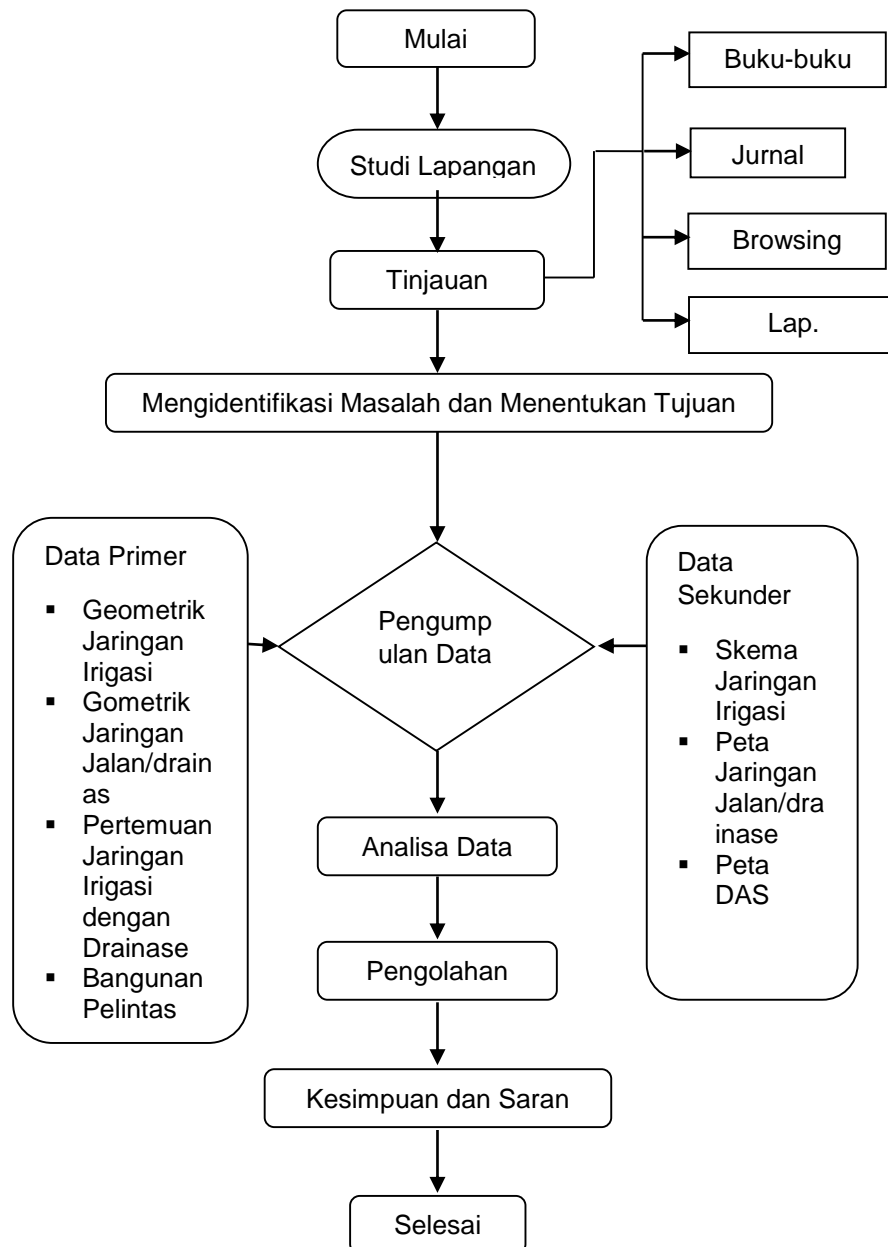 Mulai
Buku-buku
Studi Lapangan
Jurnal
Browsing
Tinjauan
Lap.
Mengidentifikasi Masalah dan Menentukan Tujuan
Data Primer
▪ Geometrik
Jaringan
Irigasi
▪ Gometrik
Jaringan
Jalan/drain
as
▪ Pertemuan
Jaringan
Irigasi
dengan
Drainase
▪ Bangunan
Pelintas
Pengump
ulan Data
Data
Sekunder
▪ Skema
Jaringan
Irigasi
▪ Peta
Jaringan
Jalan/dra
inase
▪ Peta
DAS
Analisa Data
Pengolahan
Kesimpuan dan Saran
Selesai